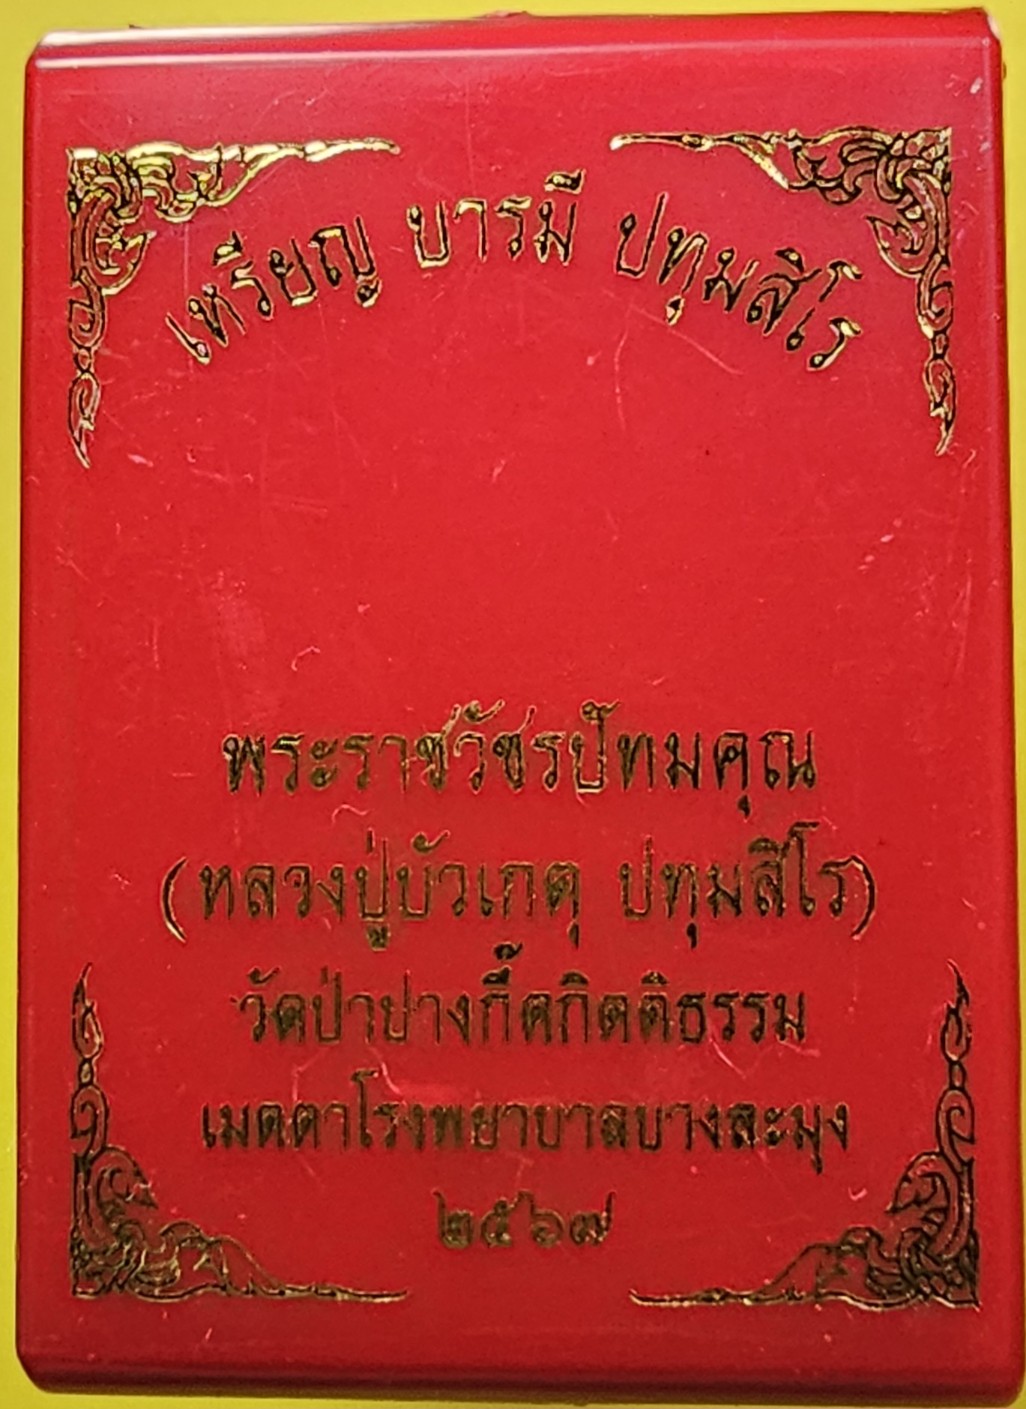 เหรียญ บารมี ปทุมสิโร
พระราชวัชรปัทมคุณ
(หลวงปู่บัวเกตุ ปทุมสิโร)
วัดป่าปางกึ๊ดกิตติธรรม
เมตตาโรงพยาบาลบางละมุง
๒๕๖๗